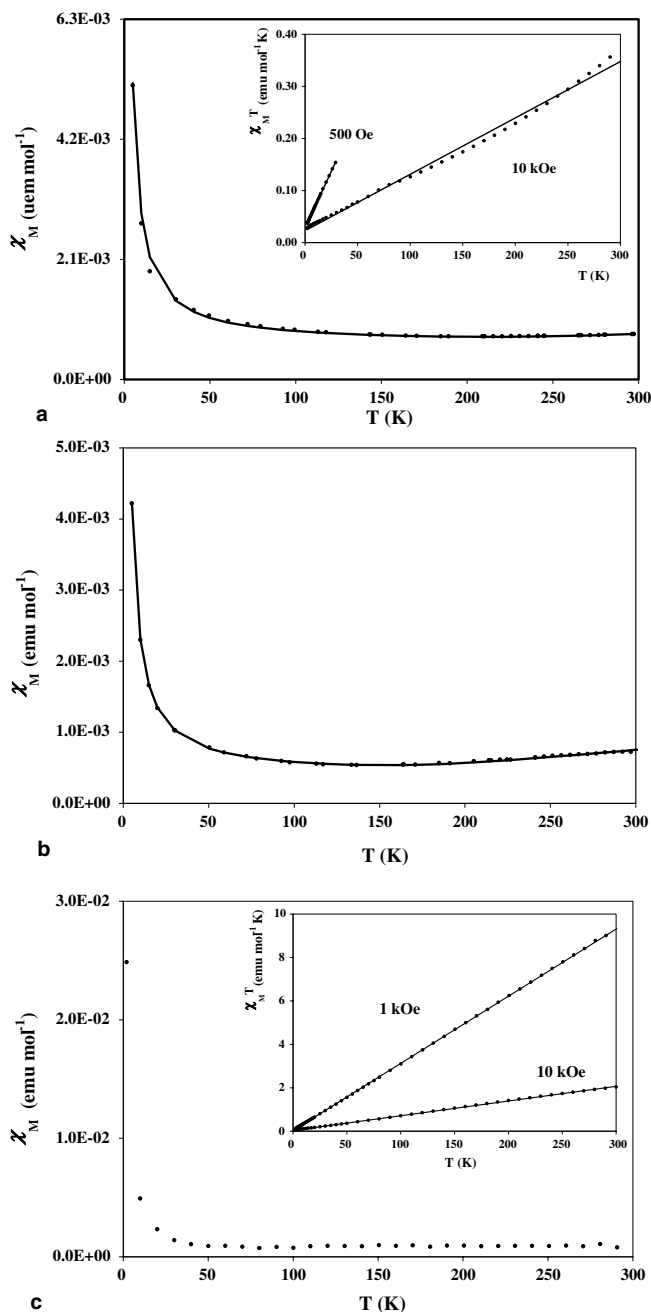 6.3E-03
4.2E-03
2.1E-03
0.0E+00
χM (uem mol-1)
0.40
0.30
0.20
0.10
0.00
χMT (emu mol-1K)
500 Oe
10 kOe
0 50 100 150 200 250 300
T (K)
0 50 100 150 200 250 300
T (K)
a
5.0E-03
4.0E-03
3.0E-03
2.0E-03
1.0E-03
0.0E+00
χM (emu mol-1)
0 50 100 150 200 250 300
T (K)
b
3.0E-02
2.0E-02
1.0E-02
0.0E+00
χM (emu mol-1)
10
8
6
4
2
0
χMT (emu mol-1K)
1 kOe
10 kOe
0 50 100 150 200 250 300
T (K)
0 50 100 150 200 250 300
T (K)
c